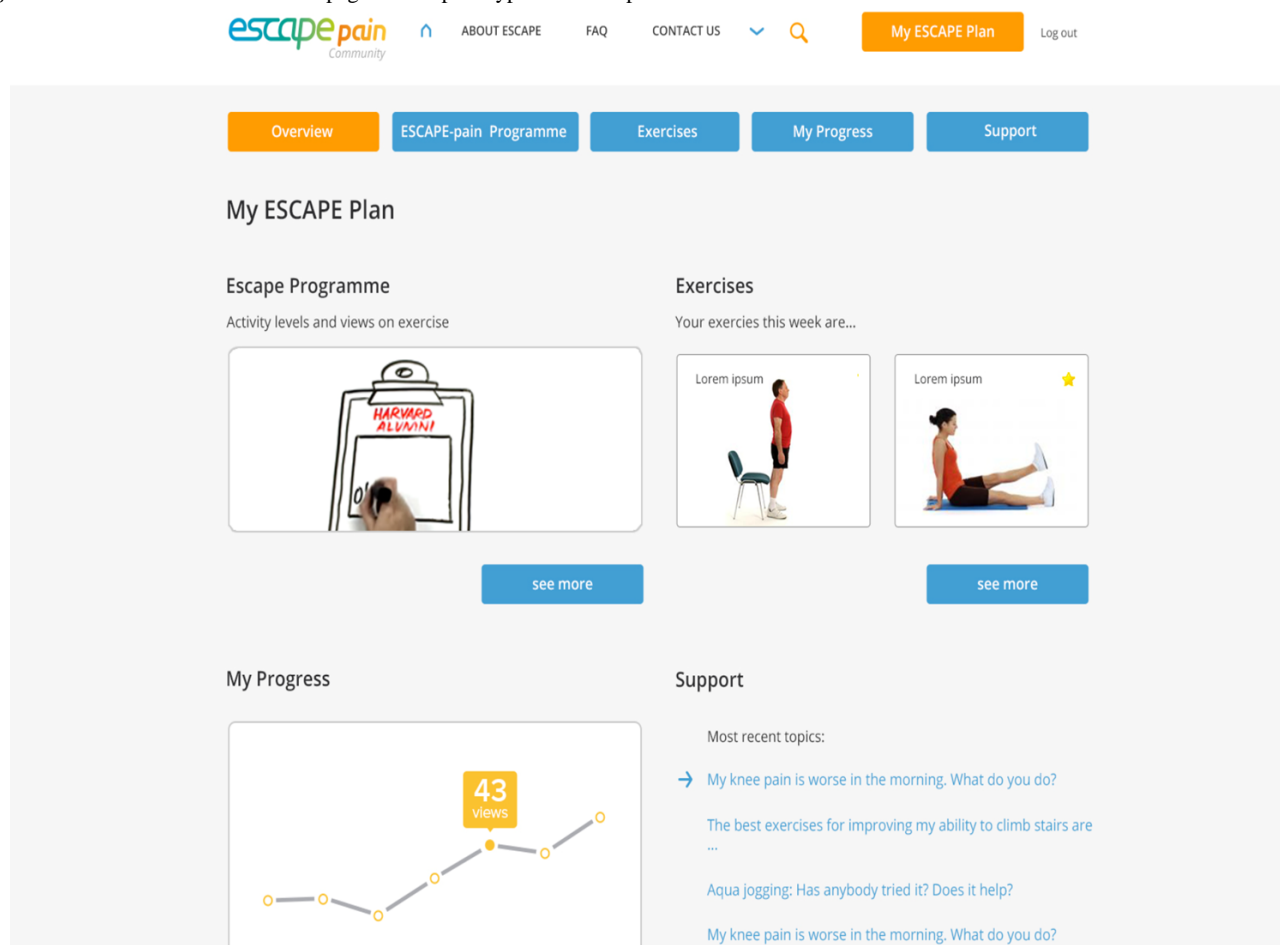 escape pain
Community
ABOUT ESCAPE
FAQ
CONTACT US
My ESCAPE Plan
Log out
Overview
ESCAPE-pain Programme
Exercises
My Progress
Support
My ESCAPE Plan
Escape Programme
Activity levels and views on exercise
HARVARD
ALUMNI
see more
Exercises
Your exercies this week are...
Lorem ipsum
Lorem ipsum
see more
My Progress
43
views
Support
Most recent topics:
My knee pain is worse in the morning. What do you do?
The best exercises for improving my ability to climb stairs are
...
Aqua jogging: Has anybody tried it? Does it help?
My knee pain is worse in the morning. What do you do?